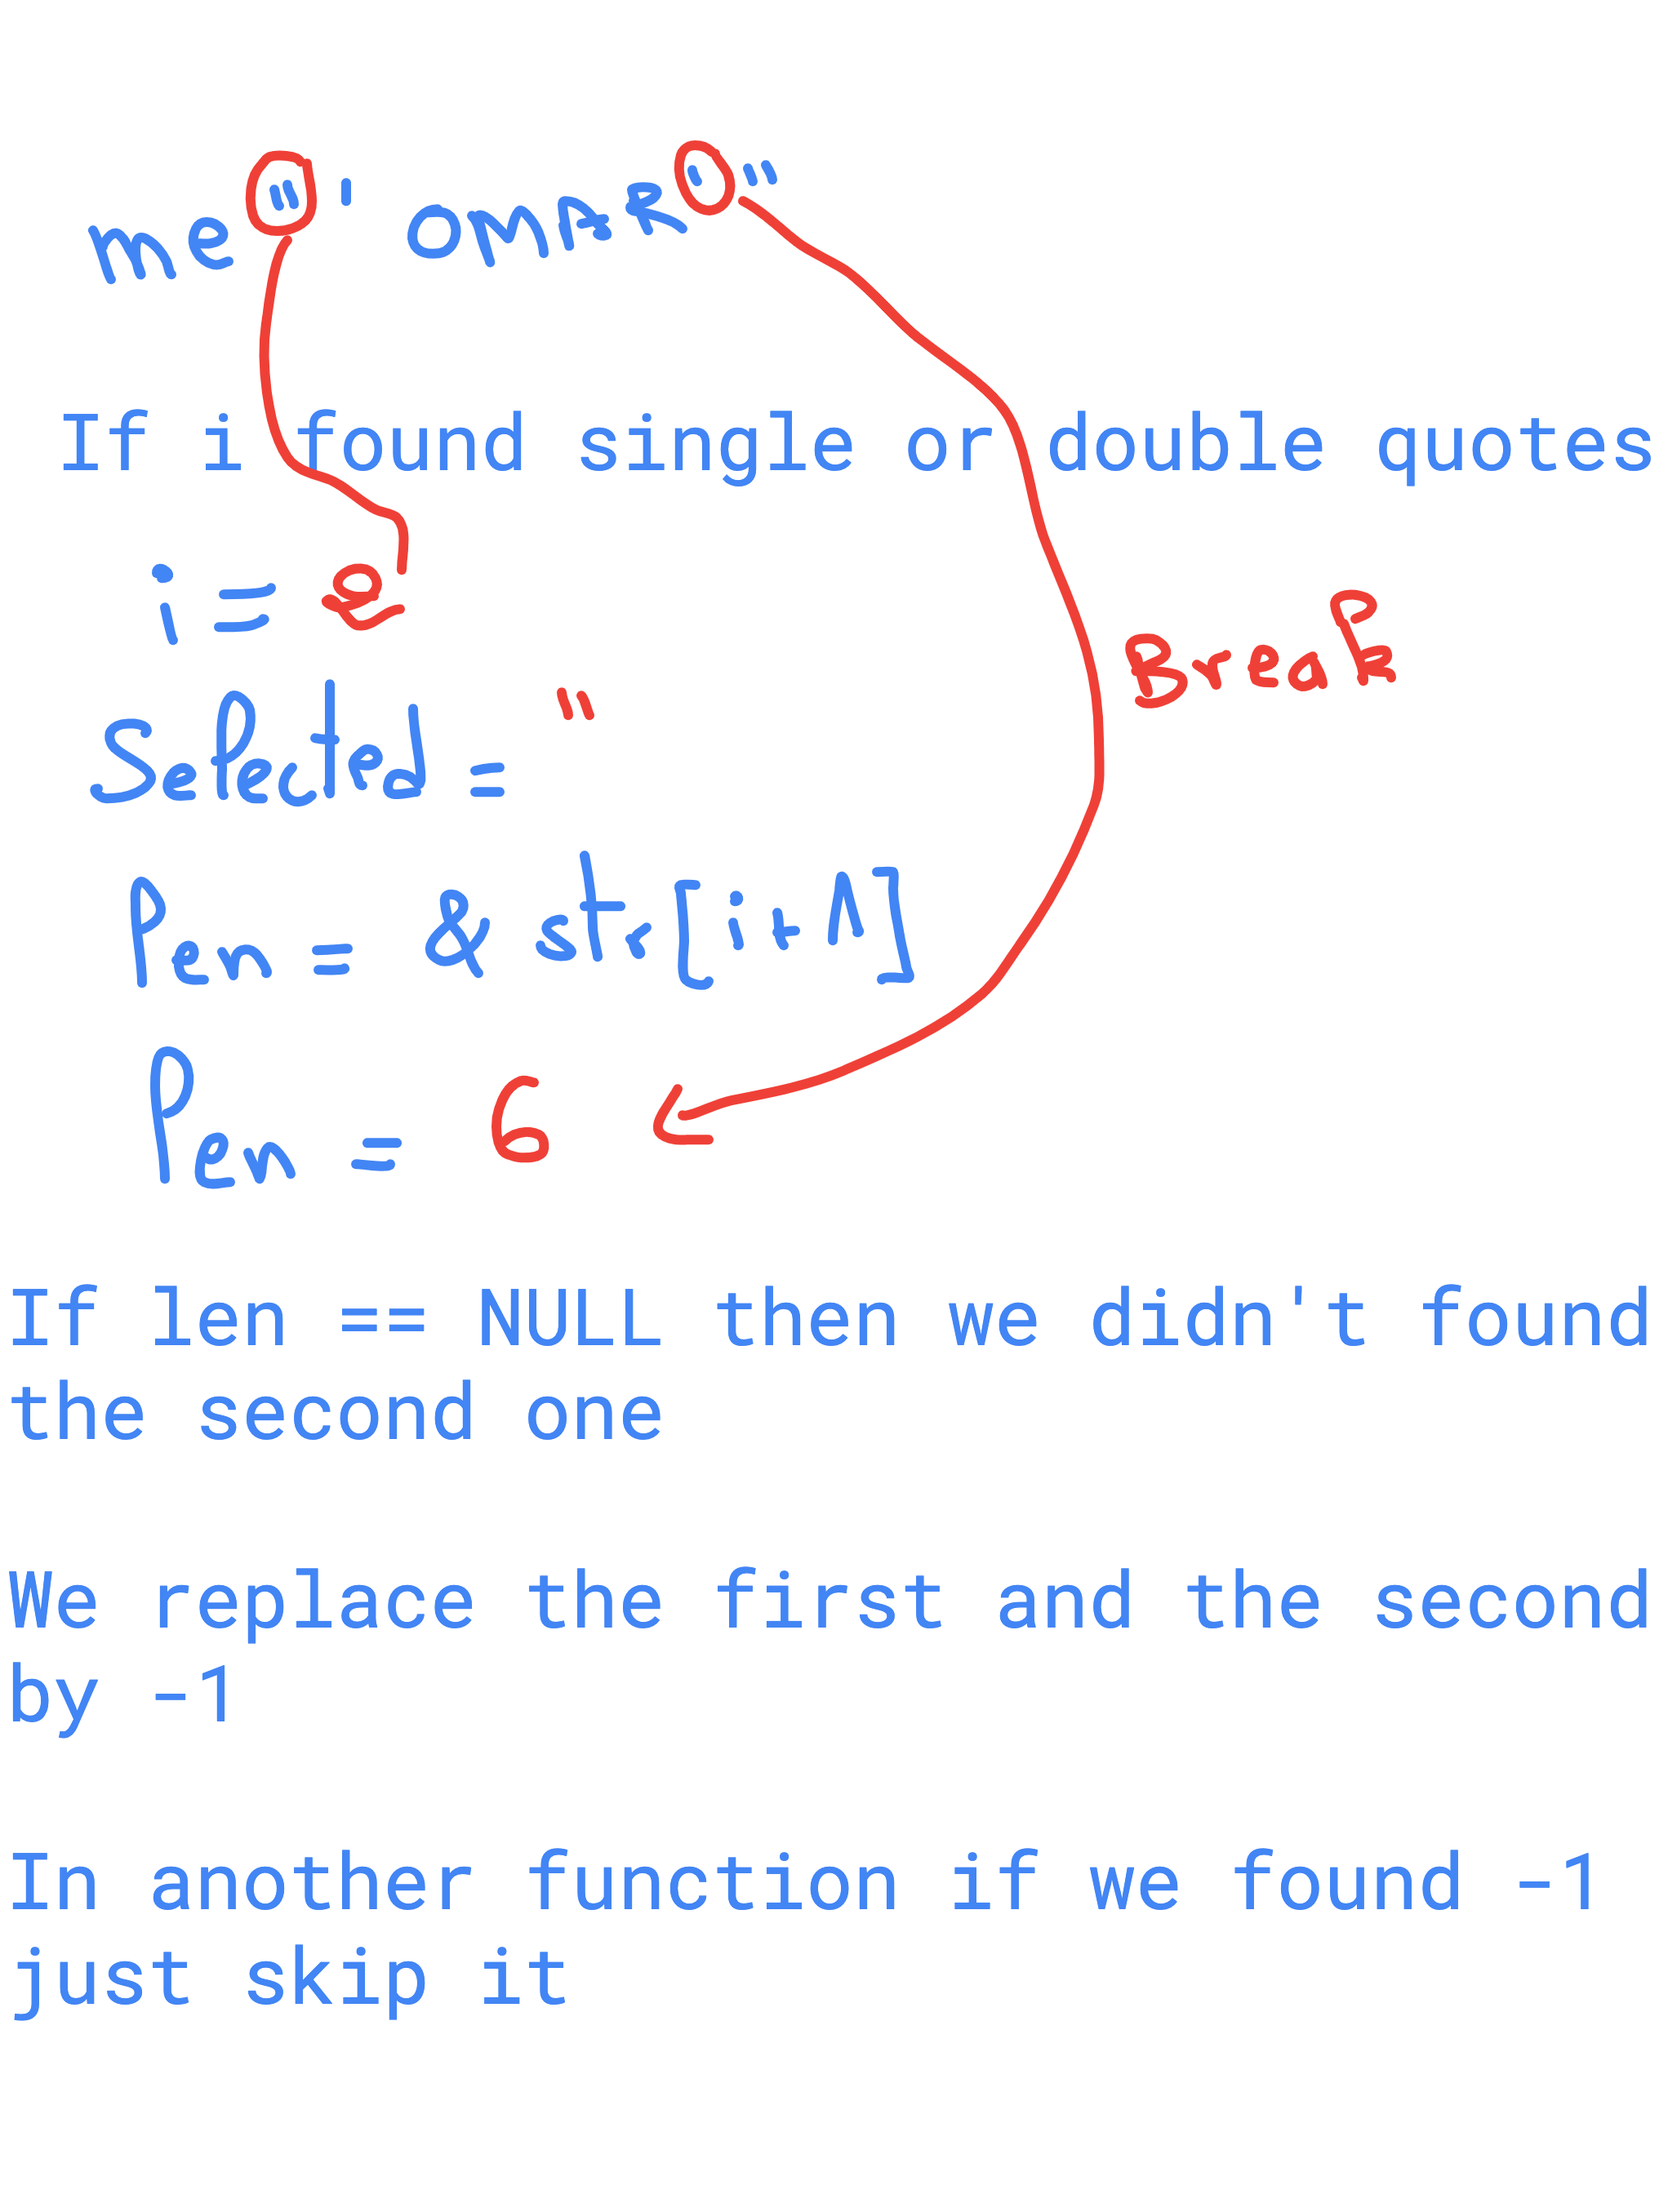 me"' OMAR'"
If i found single or double quotes
i = 2
Break
Selected = "
Pen = & str[i+1]
Pen = 6
If len == NULL then we didn't found
the second one
We replace the first and the second
by -1
In another function if we found -1
just skip it